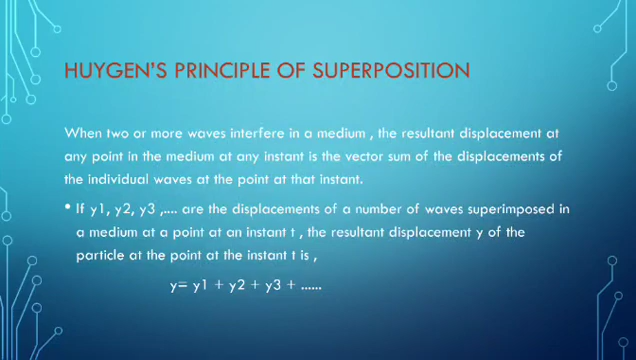 HUYGEN'S PRINCIPLE OF SUPERPOSITION
When two or more waves interfere in a medium , the resultant displacement at
any point in the medium at any instant is the vector sum of the displacements of
the individual waves at the point at that instant.
• If y1, y2, y3 ,.... are the displacements of a number of waves superimposed in
a medium at a point at an instant t , the resultant displacement y of the
particle at the point at the instant t is ,
y= y1 + y2 + y3 + ......